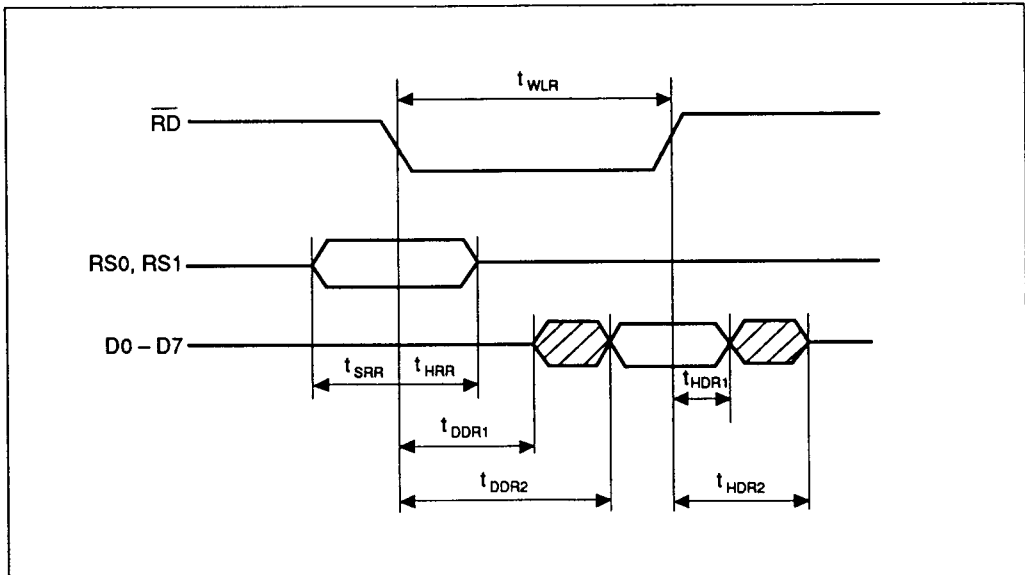 t WLR
RD
RS0, RS1
D0 – D7
t SRR
t HRR
t HDR1
t DDR1
t DDR2
t HDR2